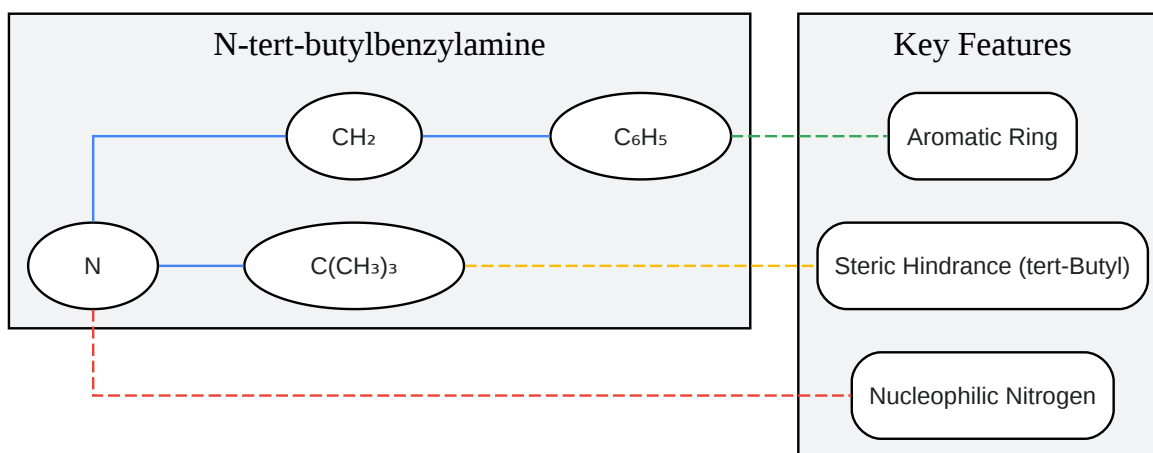 N-tert-butylbenzylamine
Key Features
CH₂
C₆H₅
Aromatic Ring
N
C(CH₃)₃
Steric Hindrance (tert-Butyl)
Nucleophilic Nitrogen